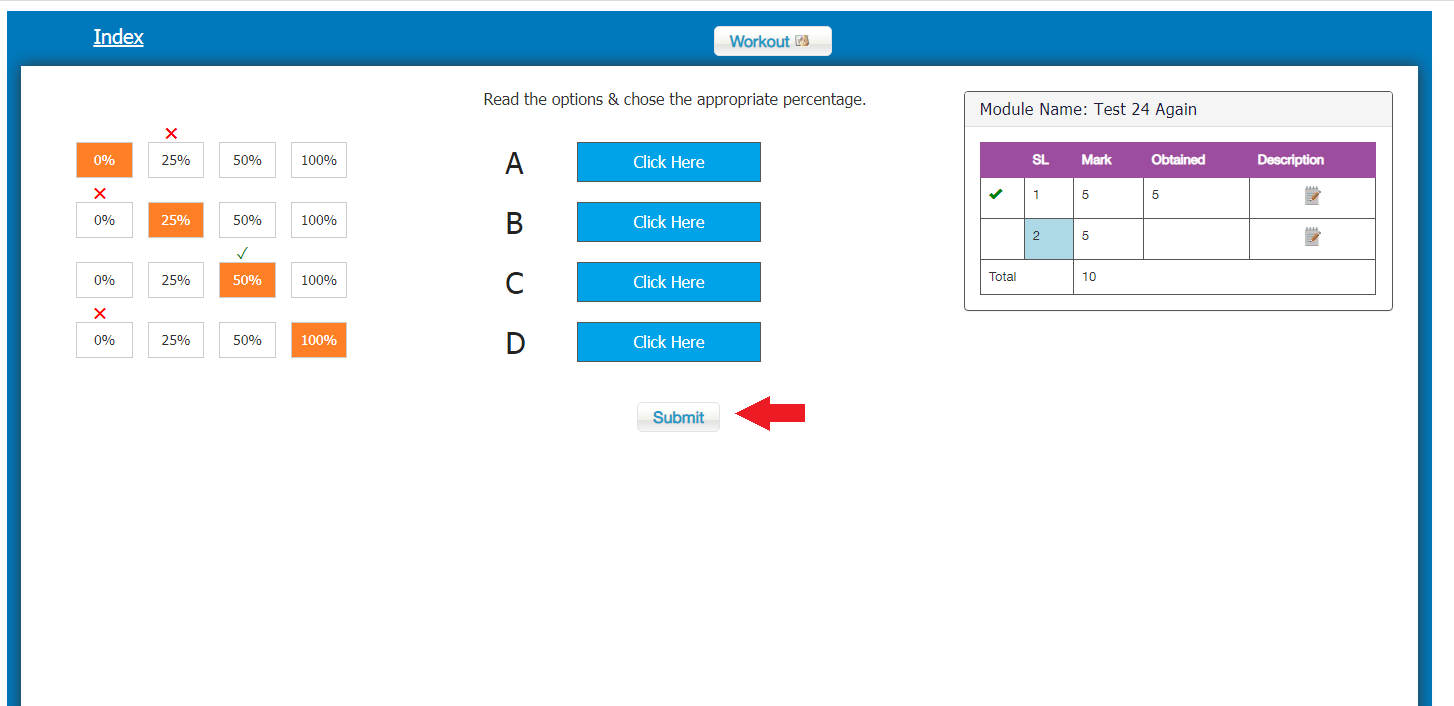 Index
Workout
Read the options & chose the appropriate percentage.
0% 25% 50% 100%
A Click Here
0% 25% 50% 100%
B Click Here
0% 25% 50% 100%
C Click Here
0% 25% 50% 100%
D Click Here
Submit
Module Name: Test 24 Again
SL Mark Obtained Description
1 5 5
2 5
Total 10